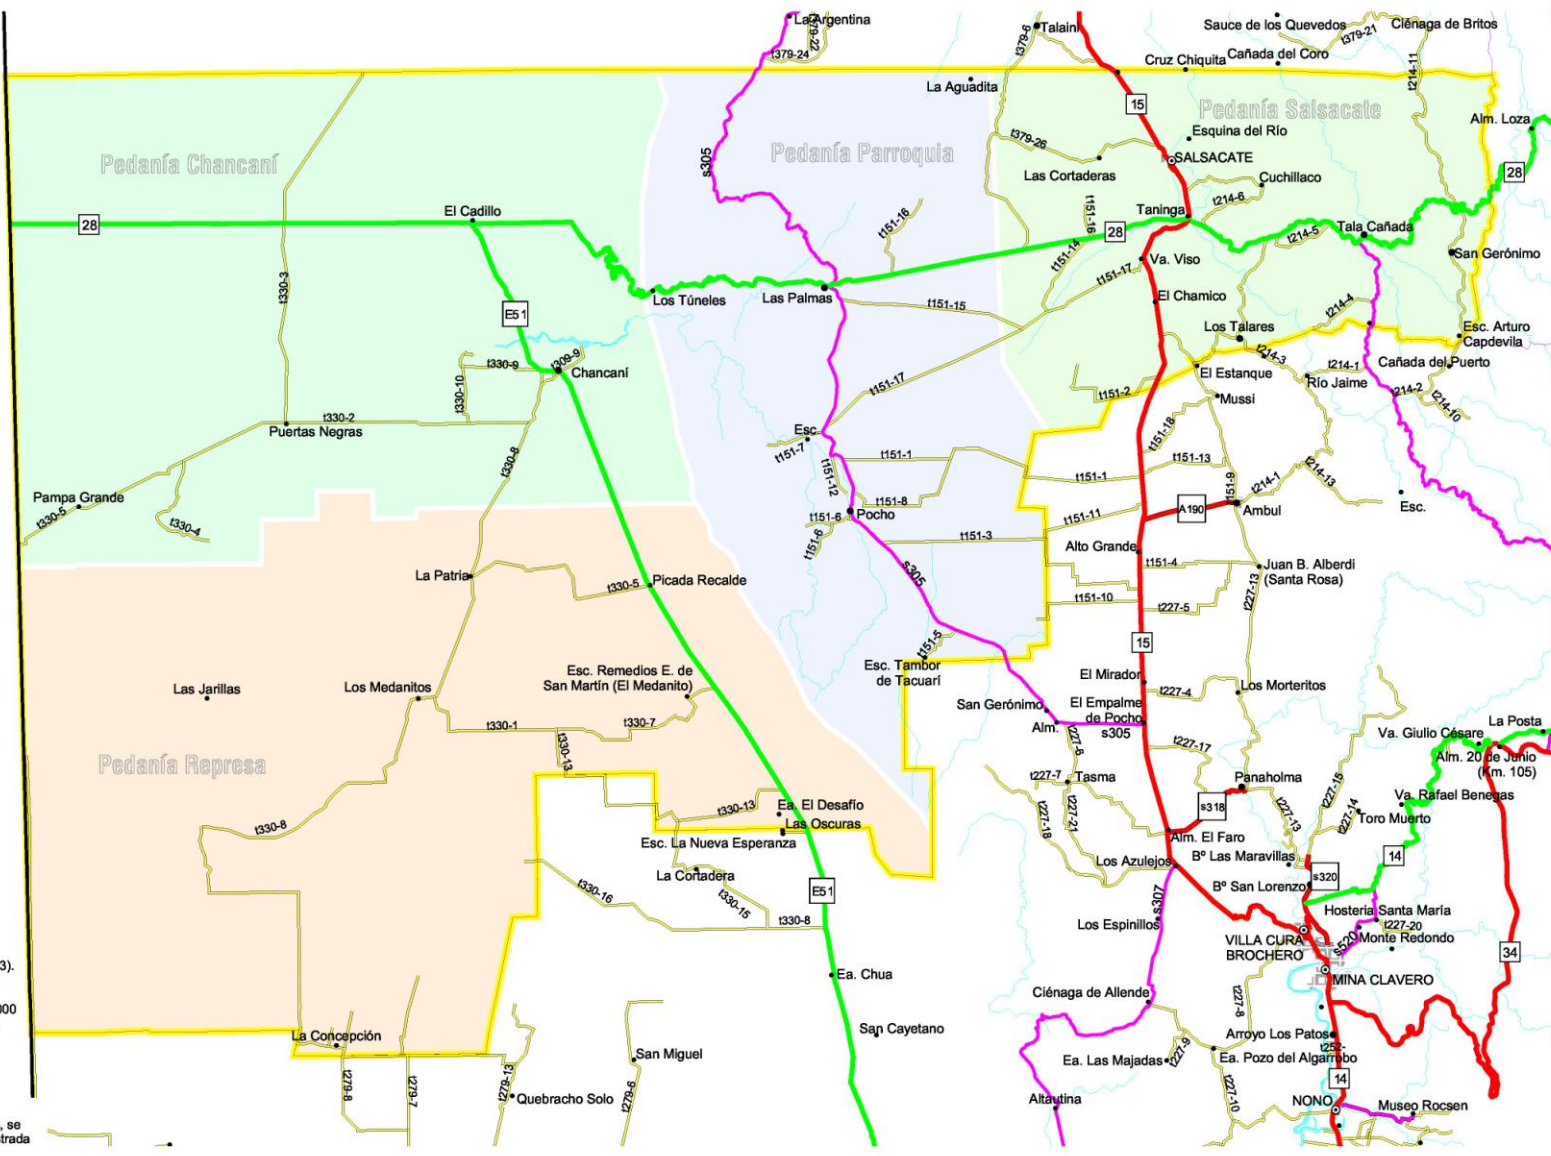 La Argentina
t379-22
t379-24
Talaini
t379-6
Sauce de los Quevedos
Ciénaga de Britos
t379-21
Cruz Chiquita
Cañada del Coro
t214-11
La Aguadita
15
Pedanía Salsacate
Alm. Loza
Esquina del Río
t379-26
SALSACATE
Pedanía Chancaní
Pedanía Parroquia
s305
Las Cortaderas
Cuchillaco
28
t214-6
El Cadillo
t151-16
t151-16
Taninga
28
28
t214-5
Tala Cañada
t151-14
San Gerónimo
Va. Viso
t151-17
t330-3
Los Túneles
Las Palmas
t151-15
El Chamico
t214-4
E51
Los Talares
Esc. Arturo
Capdevila
t309-9
t330-9
Chancaní
t214-3
t214-1
Cañada del Puerto
El Estanque
Río Jaime
t151-17
t330-10
t151-2
Mussi
t214-2
t214-10
t330-2
Puertas Negras
Esc.
t151-7
t151-18
t330-8
t151-1
t151-13
t151-12
t151-1
t151-9
t214-1
t214-13
Pampa Grande
t330-5
t330-4
t151-8
t151-6
Pocho
t151-11
A190
Ambul
Esc.
t151-6
t151-3
Alto Grande
t151-4
Juan B. Alberdi
(Santa Rosa)
La Patria
t330-5
Picada Recalde
s305
t151-10
t227-5
t227-13
15
t151-5
Esc. Tambor
de Tacuarí
Esc. Remedios E. de
San Martín (El Medanito)
El Mirador
Las Jarillas
Los Medanitos
t227-4
Los Morteritos
San Gerónimo
El Empalme
de Pocho
s305
Alm.
t330-1
t330-7
La Posta
Va. Giulio César​e
t330-13
t227-6
t227-17
Alm. 20 de Junio
(Km. 105)
Pedanía Represa
t227-7
Tasma
Panaholma
t227-15
Va. Rafael Benegas
t330-13
Ea. El Desafío
s318
t227-14
Toro Muerto
t330-8
Las Oscuras
t227-18
t227-21
t227-13
Alm. El Faro
Esc. La Nueva Esperanza
Bº Las Maravillas
14
Los Azulejos
La Cortadera
s320
E51
Bº San Lorenzo
t330-16
t330-15
s307
Hosteria Santa María
t330-8
Los Espinillos
t227-20
VILLA CURA
BROCHERO
s520
Monte Redondo
34
3).
Ea. Chua
MINA CLAVERO
000
Ciénaga de Allende
t227-8
La Concepción
San Cayetano
Arroyo Los Patos
t252-
San Miguel
Ea. Las Majadas
t227-9
Ea. Pozo del Algarrobo
t279-8
t279-7
t279-13
14
Quebracho Solo
t279-6
Altautina
t227-10
NONO
Museo Rocsen
, se
strada